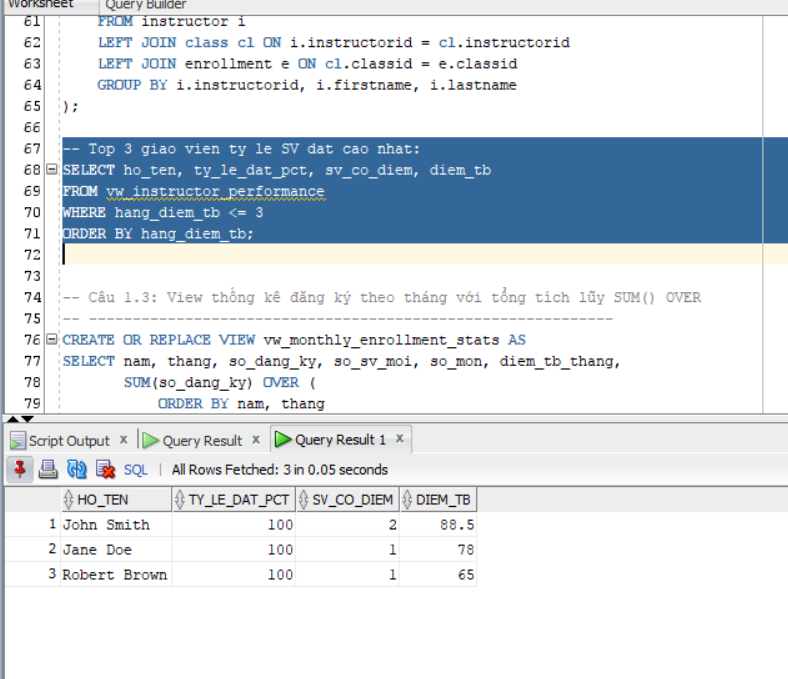 Worksheet Query Builder
61 FROM instructor i
62 LEFT JOIN class cl ON i.instructorid = cl.instructorid
63 LEFT JOIN enrollment e ON cl.classid = e.classid
64 GROUP BY i.instructorid, i.firstname, i.lastname
65 );
66
67 -- Top 3 giao vien ty le SV dat cao nhat:
68 SELECT ho_ten, ty_le_dat_pct, sv_co_diem, diem_tb
69 FROM vw_instructor_performance
70 WHERE hang_diem_tb <= 3
71 ORDER BY hang_diem_tb;
72
73
74 -- Câu 1.3: View thống kê đăng ký theo tháng với tổng tích lũy SUM() OVER
75 -- ------------------------------------------------------------
76 CREATE OR REPLACE VIEW vw_monthly_enrollment_stats AS
77 SELECT nam, thang, so_dang_ky, so_sv_moi, so_mon, diem_tb_thang,
78 SUM(so_dang_ky) OVER (
79 ORDER BY nam, thang
Script Output x Query Result x Query Result 1 x
SQL | All Rows Fetched: 3 in 0.05 seconds
HO_TEN TY_LE_DAT_PCT SV_CO_DIEM DIEM_TB
1 John Smith 100 2 88.5
2 Jane Doe 100 1 78
3 Robert Brown 100 1 65